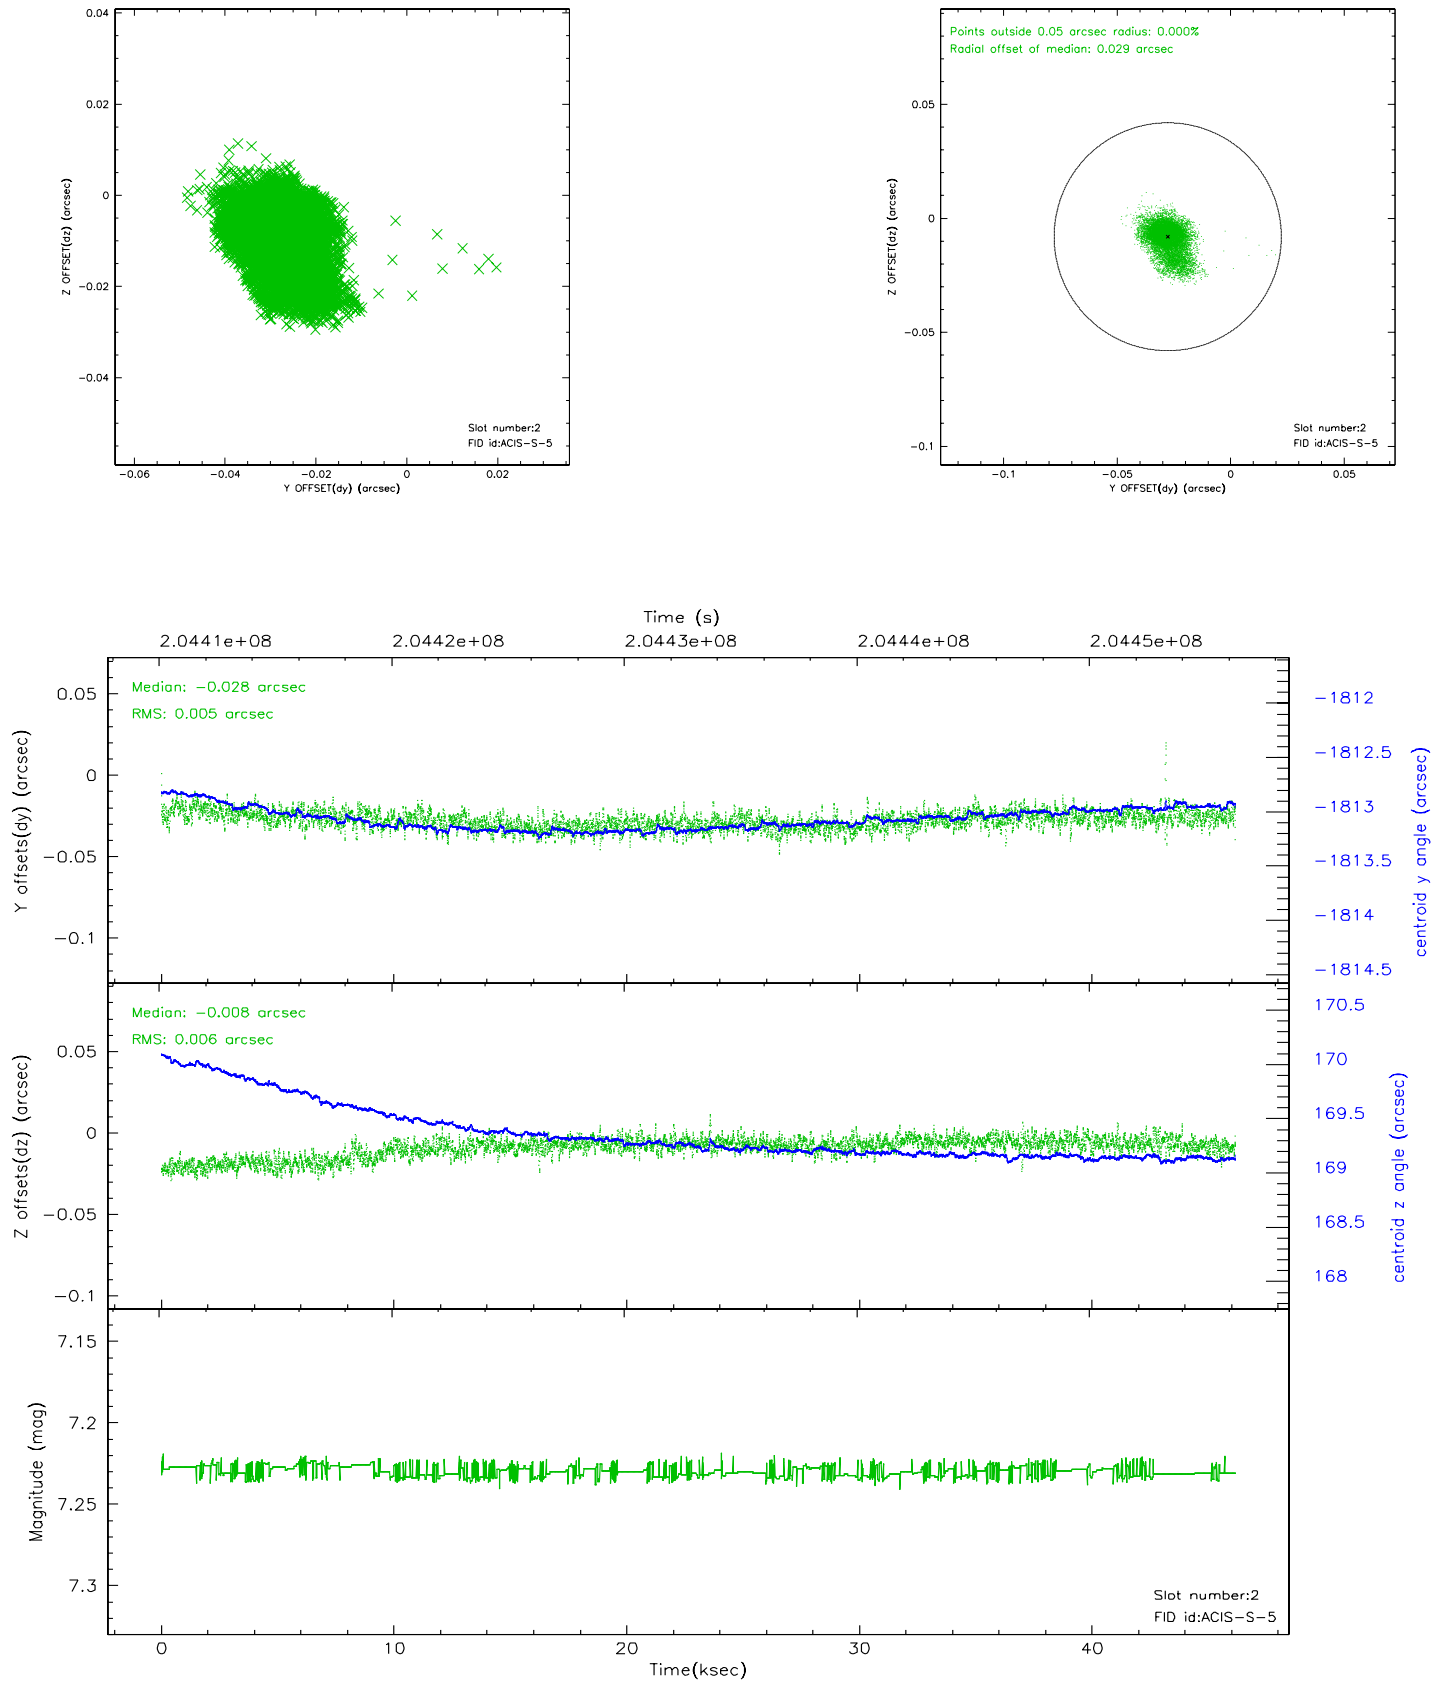 0.04
0.02
0
−0.02
−0.04
Z OFFSET(dz) (arcsec)
Slot number:2
FID id:ACIS−S−5
−0.06
−0.04
−0.02
0
0.02
Y OFFSET(dy) (arcsec)
Points outside 0.05 arcsec radius: 0.000%
Radial offset of median: 0.029 arcsec
0.05
0
−0.05
−0.1
Z OFFSET(dz) (arcsec)
Slot number:2
FID id:ACIS−S−5
−0.1
−0.05
0
0.05
Y OFFSET(dy) (arcsec)
Time (s)
2.0441e+08
2.0442e+08
2.0443e+08
2.0444e+08
2.0445e+08
Median: −0.028 arcsec
RMS: 0.005 arcsec
0.05
0
−0.05
−0.1
Y offsets(dy) (arcsec)
−1812
−1812.5
−1813
−1813.5
−1814
−1814.5
centroid y angle (arcsec)
Median: −0.008 arcsec
RMS: 0.006 arcsec
0.05
0
−0.05
−0.1
Z offsets(dz) (arcsec)
170.5
170
169.5
169
168.5
168
centroid z angle (arcsec)
7.15
7.2
7.25
7.3
Magnitude (mag)
Slot number:2
FID id:ACIS−S−5
0
10
20
30
40
Time(ksec)